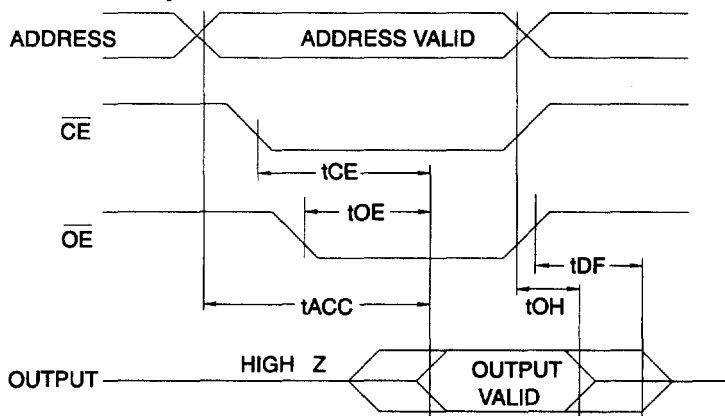 ADDRESS ADDRESS VALID
CE
tCE
tOE
OE
tDF
tACC tOH
HIGH Z
OUTPUT OUTPUT VALID